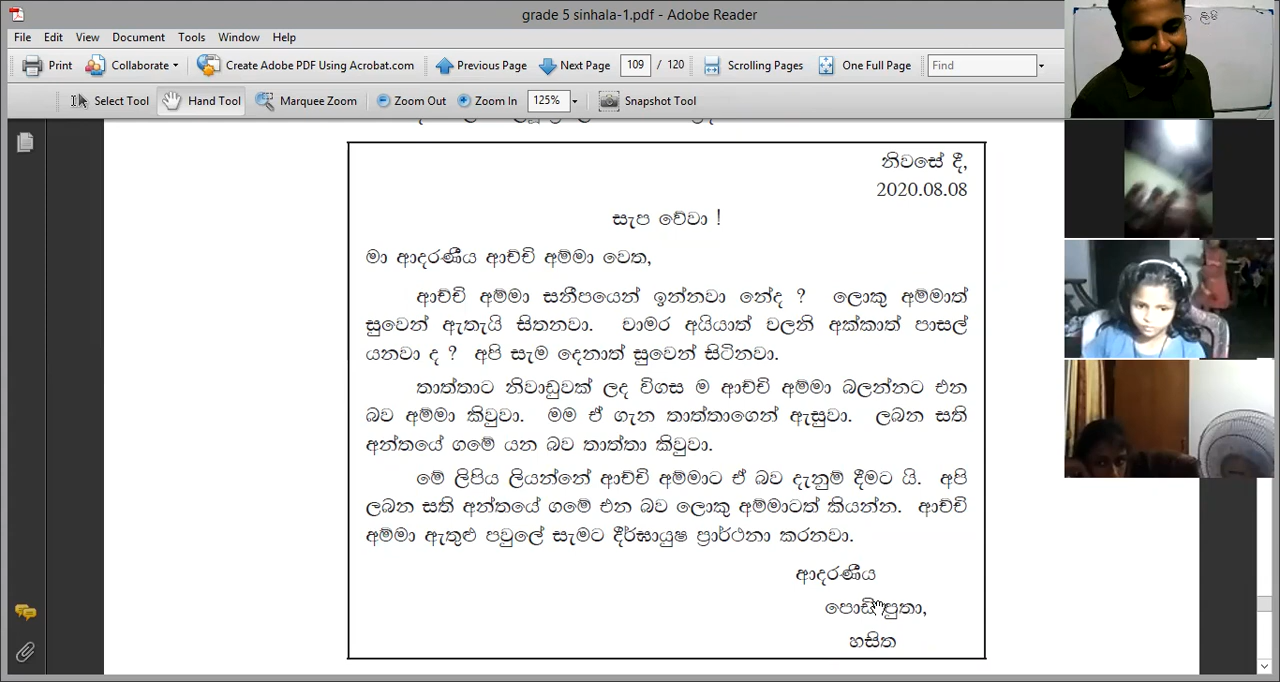 grade 5 sinhala-1.pdf - Adobe Reader
File Edit View Document Tools Window Help
Print Collaborate Create Adobe PDF Using Acrobat.com Previous Page Next Page 109 / 120 Scrolling Pages One Full Page Find
Select Tool Hand Tool Marquee Zoom Zoom Out Zoom In 125% Snapshot Tool
නිවසේ දී,
2020.08.08
සැප වේවා !
මා ආදරණීය ආච්චි අම්මා වෙත,
ආච්චි අම්මා සනීපයෙන් ඉන්නවා නේද ? ලොකු අම්මාත්
සුවෙන් ඇතැයි සිතනවා. චාමර අයියාත් චලනි අක්කාත් පාසල්
යනවා ද ? අපි සැම දෙනාත් සුවෙන් සිටිනවා.
තාත්තාට නිවාඩුවක් ලද විගස ම ආච්චි අම්මා බලන්නට එන
බව අම්මා කිවුවා. මම ඒ ගැන තාත්තාගෙන් ඇසුවා. ලබන සති
අන්තයේ ගමේ යන බව තාත්තා කිවුවා.
මේ ලිපිය ලියන්නේ ආච්චි අම්මාට ඒ බව දැනුම් දීමට යි. අපි
ලබන සති අන්තයේ ගමේ එන බව ලොකු අම්මාටත් කියන්න. ආච්චි
අම්මා ඇතුළු පවුලේ සැමට දීර්ඝායුෂ ප්‍රාර්ථනා කරනවා.
ආදරණීය
පොඩි පුතා,
හසිත